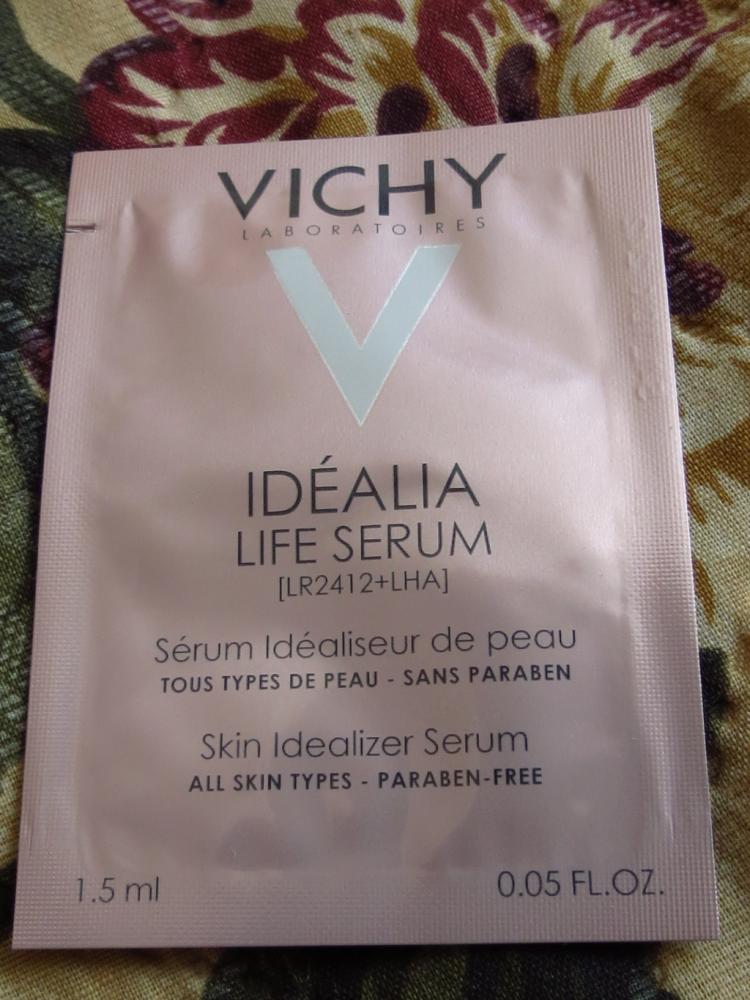 VICHY
LABORATOIRES
V
IDÉALIA
LIFE SERUM
[LR2412+LHA]
Sérum Idéaliseur de peau
TOUS TYPES DE PEAU - SANS PARABEN
Skin Idealizer Serum
ALL SKIN TYPES - PARABEN-FREE
1.5 ml 0.05 FL.OZ.